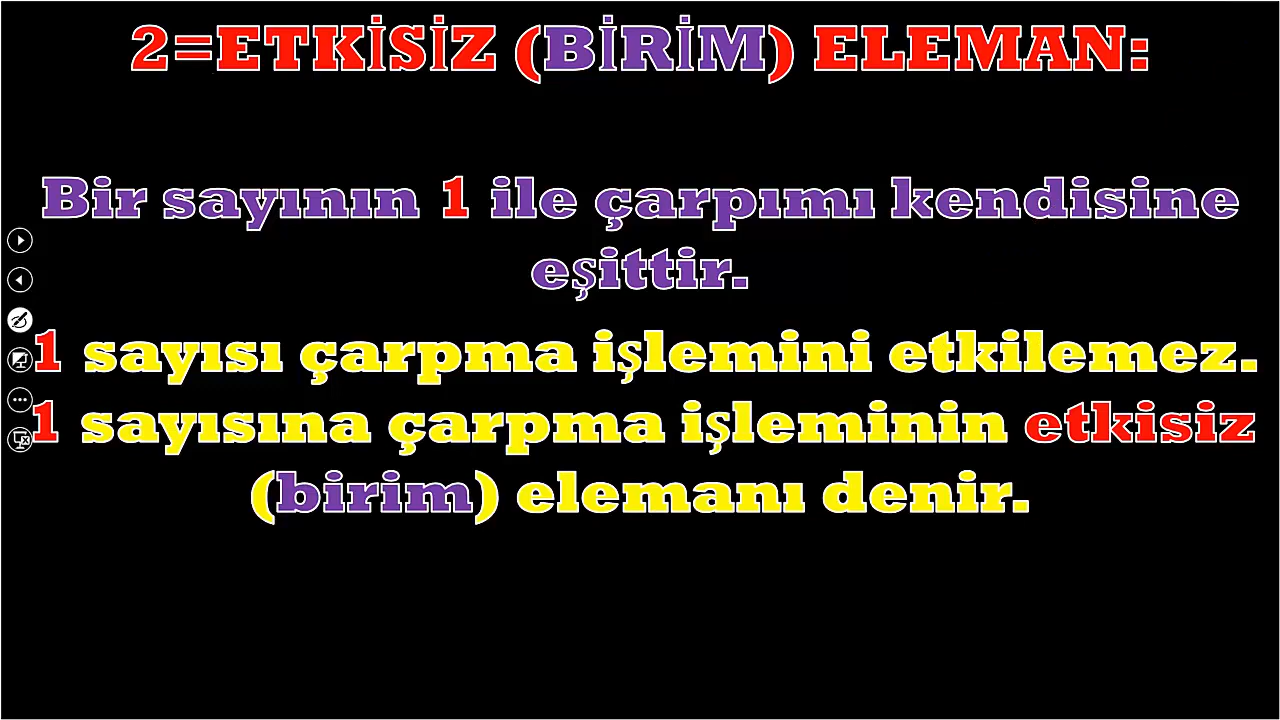 2=ETKİSİZ (BİRİM) ELEMAN:
Bir sayının 1 ile çarpımı kendisine
eşittir.
1 sayısı çarpma işlemini etkilemez.
1 sayısına çarpma işleminin etkisiz
(birim) elemanı denir.